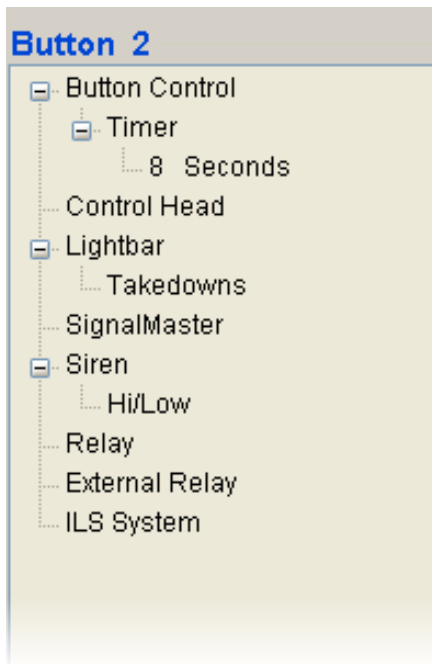 Button 2
Button Control
Timer
8 Seconds
Control Head
Lightbar
Takedowns
SignalMaster
Siren
Hi/Low
Relay
External Relay
ILS System